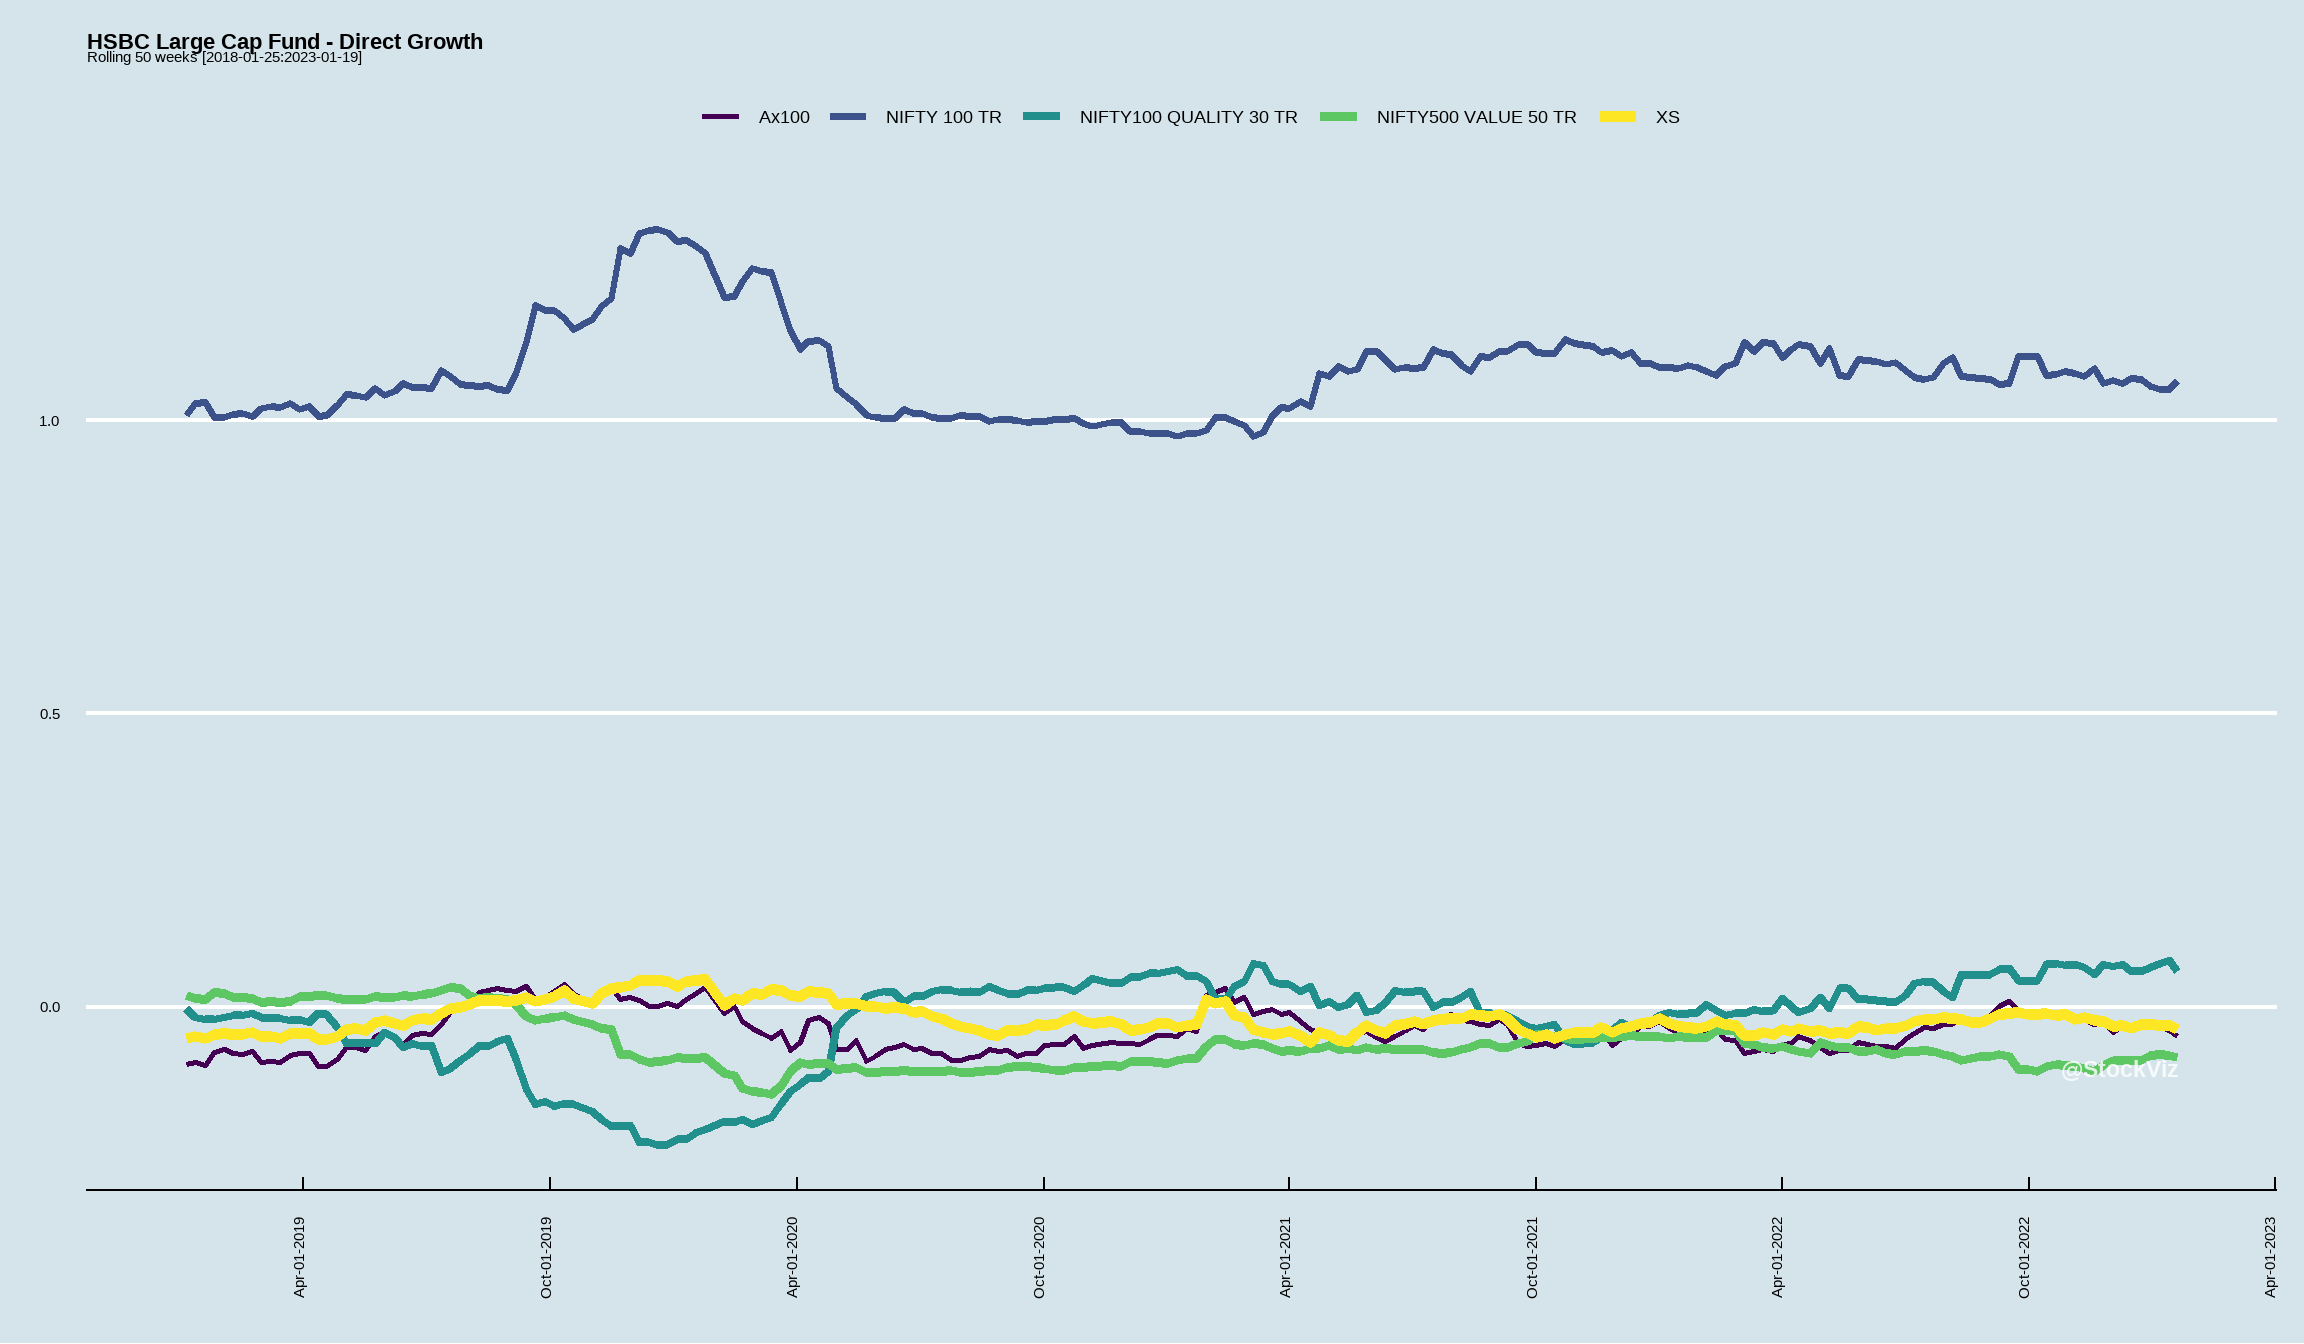 HSBC Large Cap Fund - Direct Growth
Rolling 50 weeks [2018-01-25:2023-01-19]
Ax100 NIFTY 100 TR NIFTY100 QUALITY 30 TR NIFTY500 VALUE 50 TR XS
1.0
0.5
0.0
@StockViz
Apr-01-2019 Oct-01-2019 Apr-01-2020 Oct-01-2020 Apr-01-2021 Oct-01-2021 Apr-01-2022 Oct-01-2022 Apr-01-2023